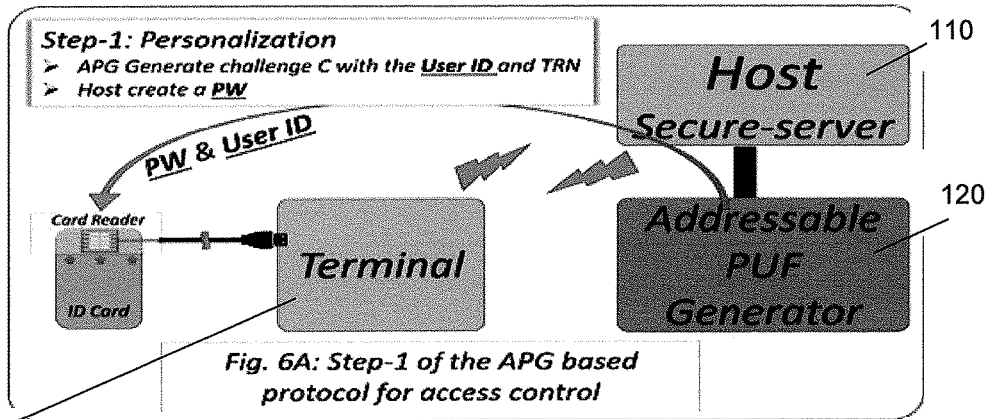 Step-1: Personalization
➢ APG Generate challenge C with the User ID and TRN
➢ Host create a PW
110
Host
Secure-server
PW & User ID
120
Card Reader
ID Card
Terminal
Addressable
PUF
Generator
Fig. 6A: Step-1 of the APG based
protocol for access control